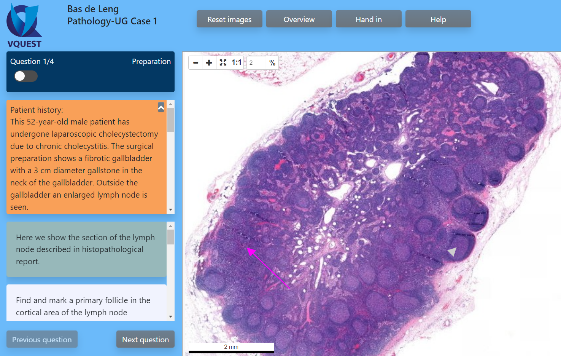 VQUEST
Bas de Leng
Pathology-UG Case 1
Reset images
Overview
Hand in
Help
Question 1/4
Preparation
Patient history:
This 52-year-old male patient has
undergone laparoscopic cholecystectomy
due to chronic cholecystitis. The surgical
preparation shows a fibrotic gallbladder
with a 3 cm diameter gallstone in the
neck of the gallbladder. Outside the
gallbladder an enlarged lymph node is
seen.
Here we show the section of the lymph
node described in histopathological
report.
Find and mark a primary follicle in the
cortical area of the lymph node
Previous question
Next question
1:1
2
%
2 mm